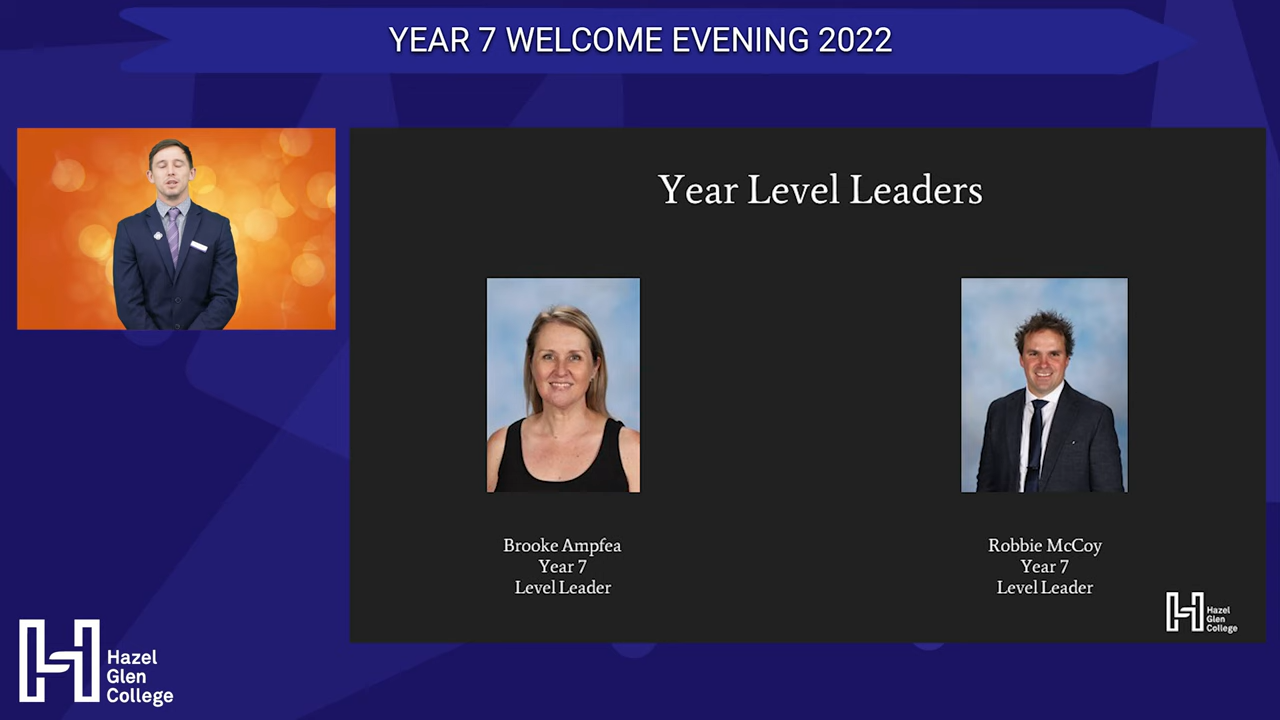 YEAR 7 WELCOME EVENING 2022
Year Level Leaders
Brooke Ampfea
Year 7
Level Leader
Robbie McCoy
Year 7
Level Leader
Hazel
Glen
College
Hazel
Glen
College